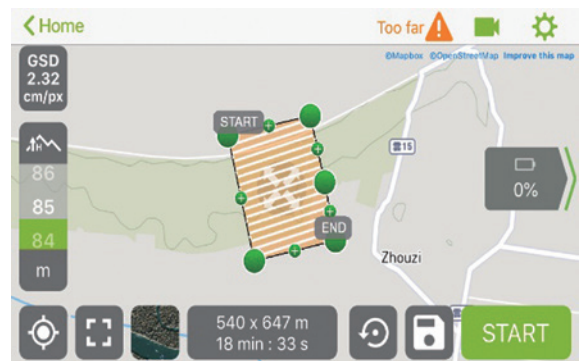 Home
Too far
©Mapbox ©OpenStreetMap Improve this map
GSD
2.32
cm/px
START
H
15
86
85
84
m
0%
END
Zhouzi
540 x 647 m
18 min : 33 s
START